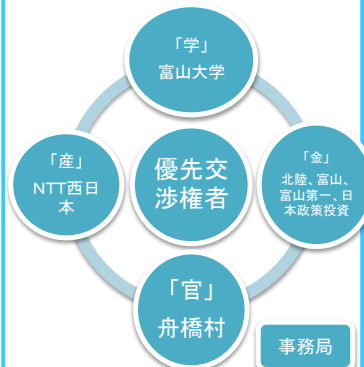 「学」
富山大学
「産」
NTT西日
本
優先交
渉権者
「金」
北陸、富山、
富山第一、日
本政策投資
「官」
舟橋村
事務局